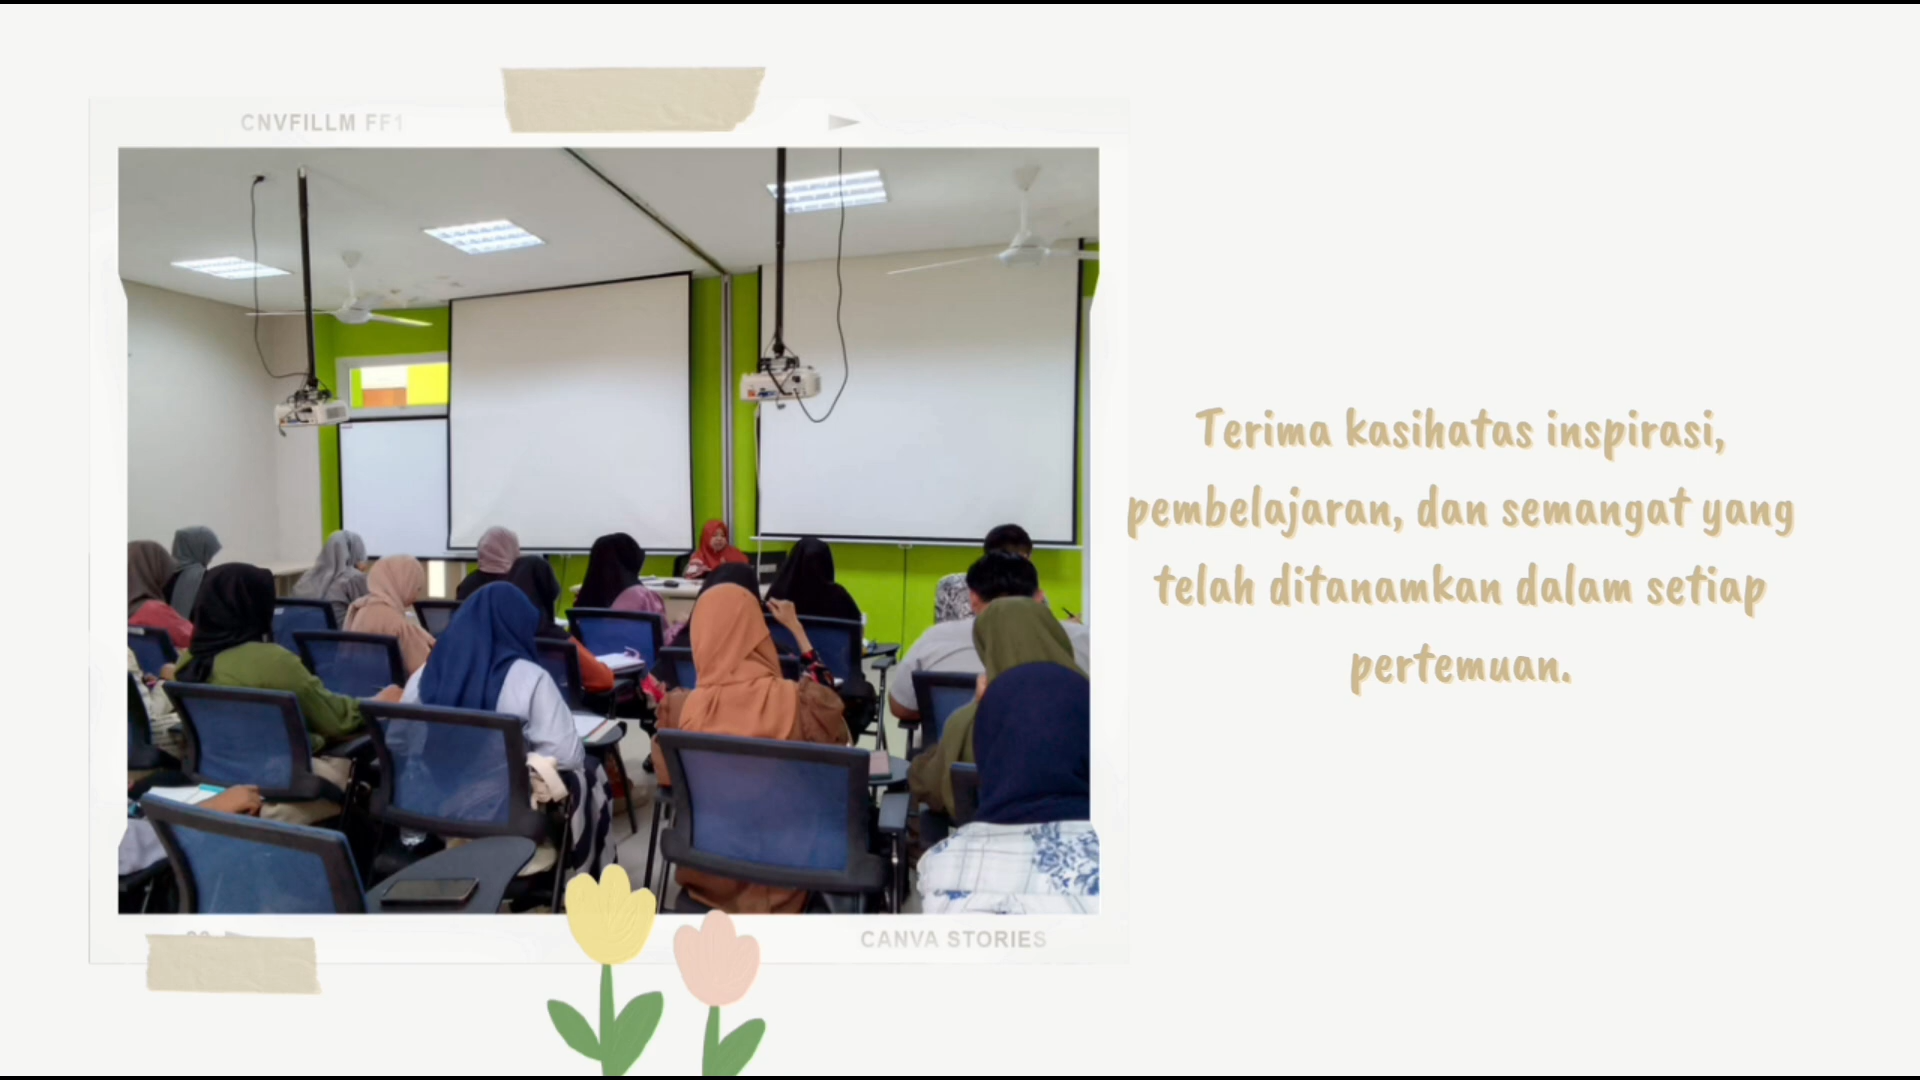 CNVFILLM FF1
Terima kasihatas inspirasi,
pembelajaran, dan semangat yang
telah ditanamkan dalam setiap
pertemuan.
CANVA STORIES